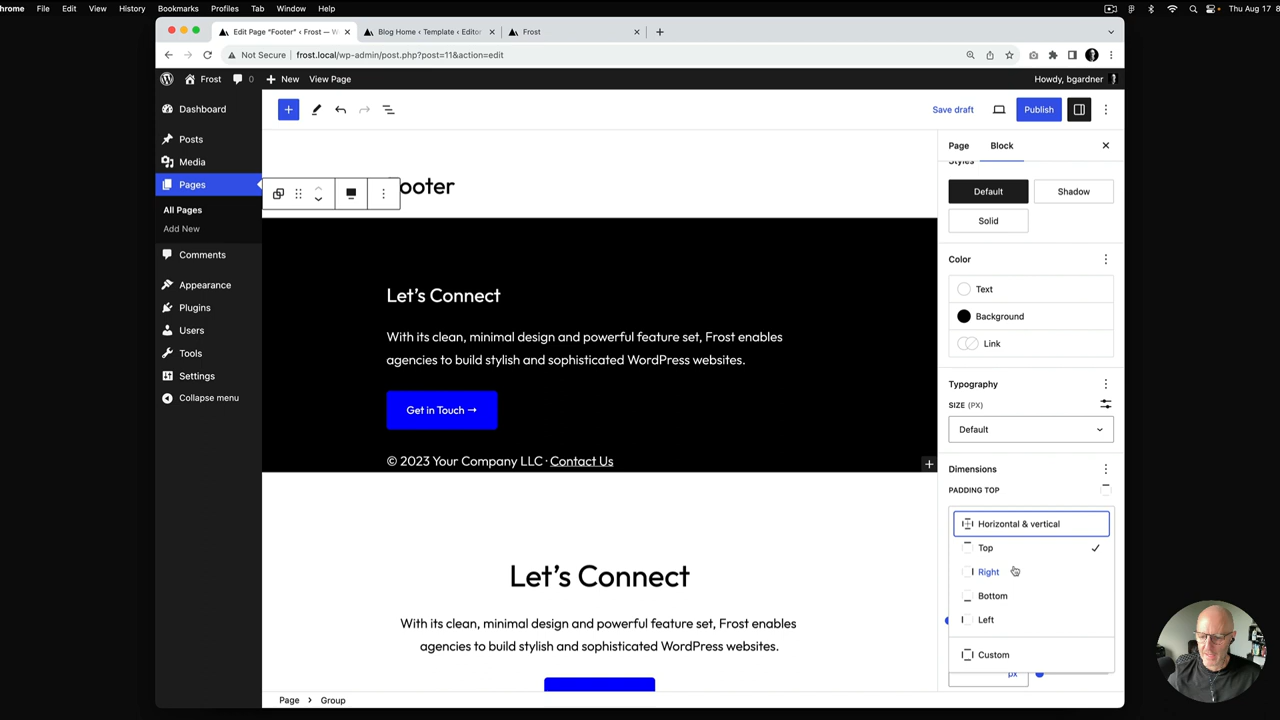 hrome File Edit View History Bookmarks Profiles Tab Window Help Thu Aug 17 8
Edit Page "Footer" ‹ Frost — W
Blog Home ‹ Template ‹ Editor
Frost
Not Secure frost.local/wp-admin/post.php?post=11&action=edit
Frost 0 New View Page Howdy, bgardner
Dashboard
Posts
Media
Pages
All Pages
Add New
Comments
Appearance
Plugins
Users
Tools
Settings
Collapse menu
Save draft Publish
ooter
Let's Connect
With its clean, minimal design and powerful feature set, Frost enables
agencies to build stylish and sophisticated WordPress websites.
Get in Touch →
© 2023 Your Company LLC · Contact Us
Let's Connect
With its clean, minimal design and powerful feature set, Frost enables
agencies to build stylish and sophisticated WordPress websites.
Page Block
Styles
Default Shadow
Solid
Color
Text
Background
Link
Typography
SIZE (PX)
Default
Dimensions
PADDING TOP
Horizontal & vertical
Top
Right
Bottom
Left
Custom
px
Page › Group